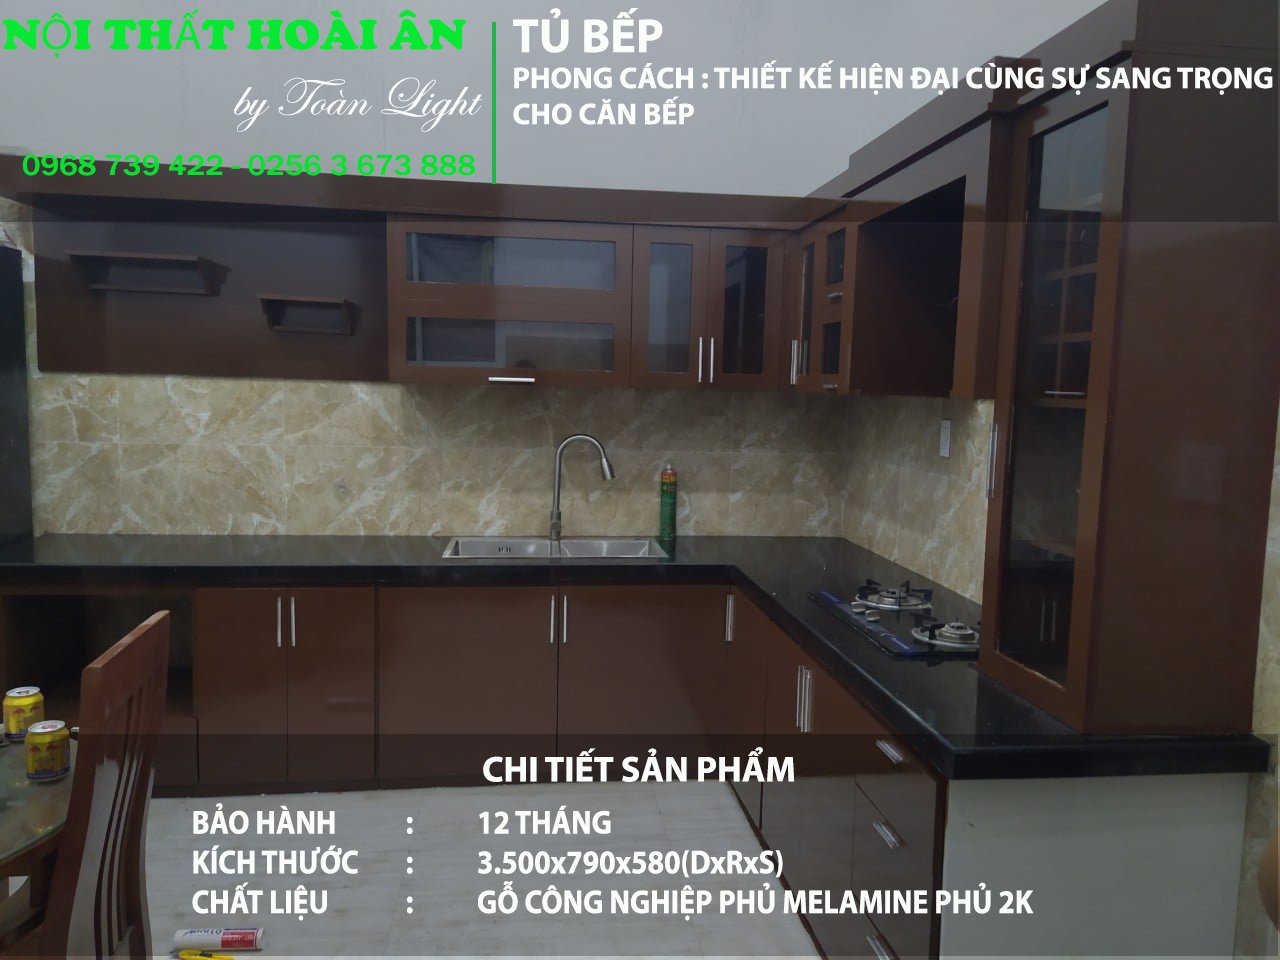 NỘI THẤT HOÀI ÂN
by Toàn Light
0968 739 422 - 0256 3 673 888
TỦ BẾP
PHONG CÁCH : THIẾT KẾ HIỆN ĐẠI CÙNG SỰ SANG TRỌNG
CHO CĂN BẾP
CHI TIẾT SẢN PHẨM
BẢO HÀNH : 12 THÁNG
KÍCH THƯỚC : 3.500x790x580(DxRxS)
CHẤT LIỆU : GỖ CÔNG NGHIỆP PHỦ MELAMINE PHỦ 2K